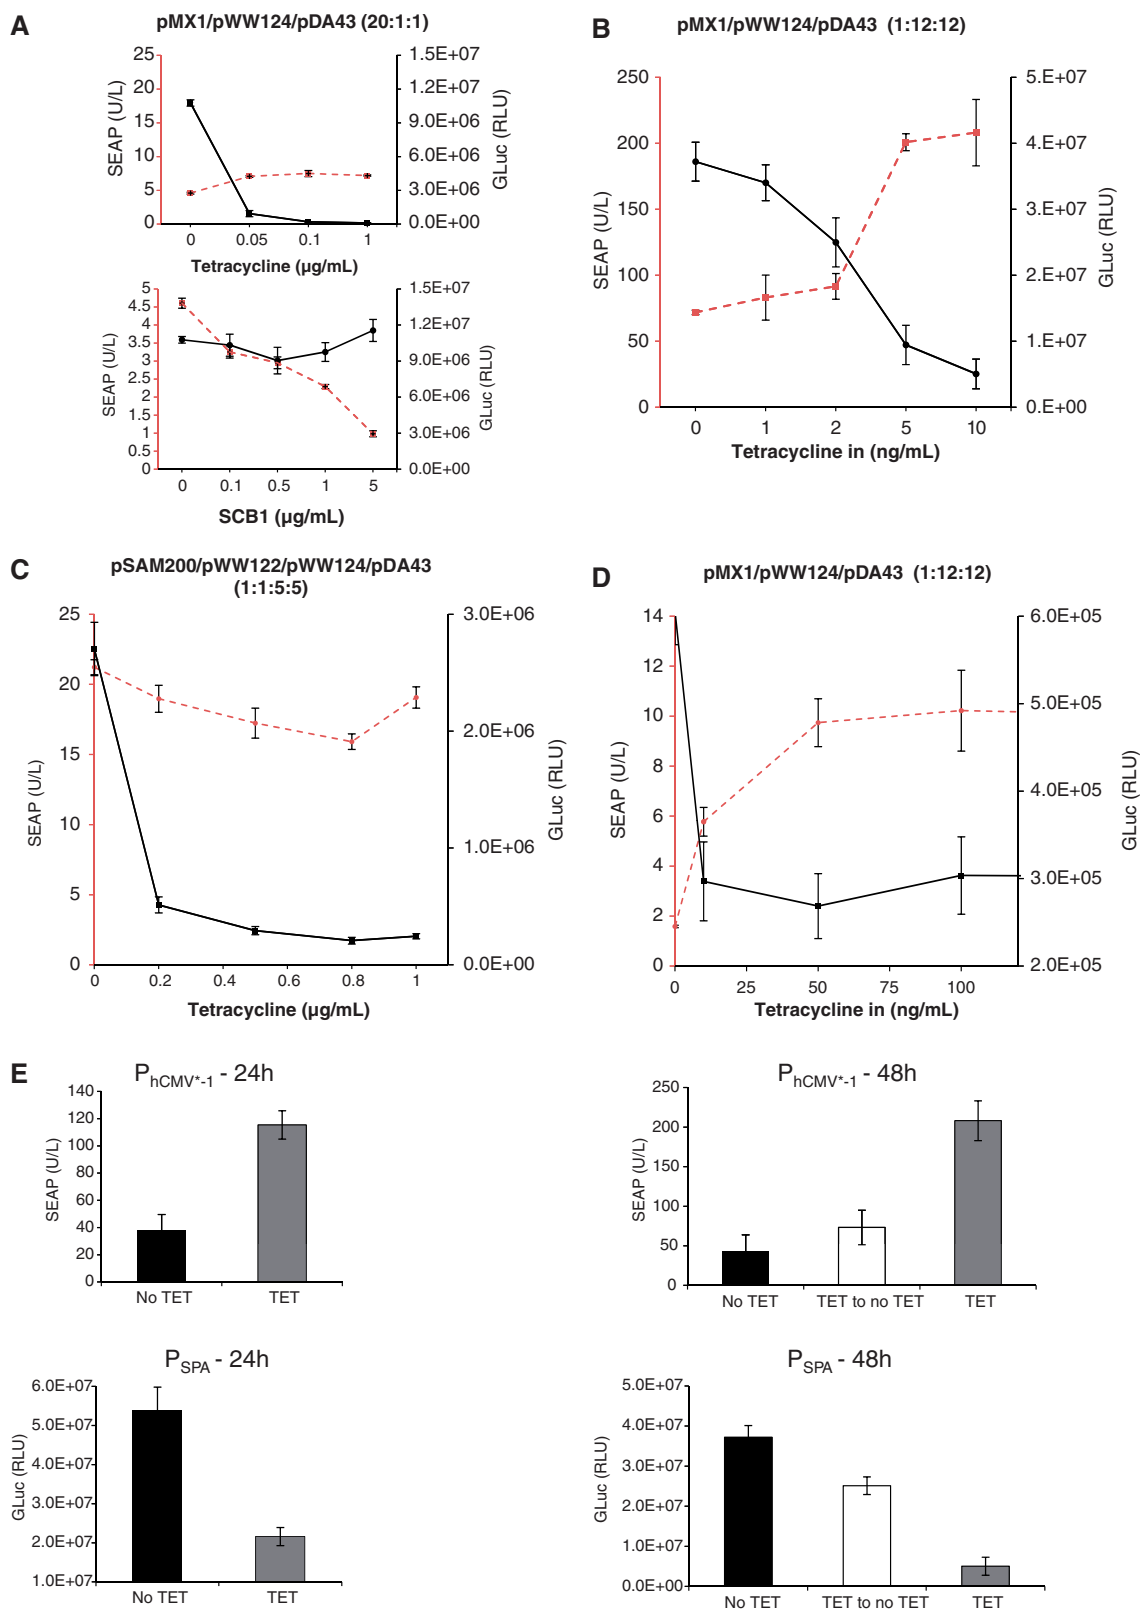 A
pMX1/pWW124/pDA43 (20:1:1)
25
20
15
10
5
0
SEAP (U/L)
1.5E+07
1.2E+07
9.0E+06
6.0E+06
3.0E+06
0.0E+00
GLuc (RLU)
0 0.05 0.1 1
Tetracycline (µg/mL)
5
4.5
4
3.5
3
2.5
2
1.5
1
0.5
0
SEAP (U/L)
1.5E+07
1.2E+07
9.0E+06
6.0E+06
3.0E+06
0.0E+00
GLuc (RLU)
0 0.1 0.5 1 5
SCB1 (µg/mL)
B
pMX1/pWW124/pDA43 (1:12:12)
250
200
150
100
50
0
SEAP (U/L)
5.E+07
4.E+07
3.E+07
2.E+07
1.E+07
0.E+00
GLuc (RLU)
0 1 2 5 10
Tetracycline in (ng/mL)
C
pSAM200/pWW122/pWW124/pDA43
(1:1:5:5)
25
20
15
10
5
0
SEAP (U/L)
3.0E+06
2.0E+06
1.0E+06
0.0E+00
GLuc (RLU)
0 0.2 0.4 0.6 0.8 1
Tetracycline (µg/mL)
D
pMX1/pWW124/pDA43 (1:12:12)
14
12
10
8
6
4
2
0
SEAP (U/L)
6.0E+05
5.0E+05
4.0E+05
3.0E+05
2.0E+05
GLuc (RLU)
0 25 50 75 100
Tetracycline in (ng/mL)
E
PhCMV*-1 - 24h
140
120
100
80
60
40
20
0
SEAP (U/L)
No TET TET
PhCMV*-1 - 48h
250
200
150
100
50
0
SEAP (U/L)
No TET TET to no TET TET
PSPA - 24h
6.0E+07
5.0E+07
4.0E+07
3.0E+07
2.0E+07
1.0E+07
GLuc (RLU)
No TET TET
PSPA - 48h
5.0E+07
4.0E+07
3.0E+07
2.0E+07
1.0E+07
0.0E+00
GLuc (RLU)
No TET TET to no TET TET